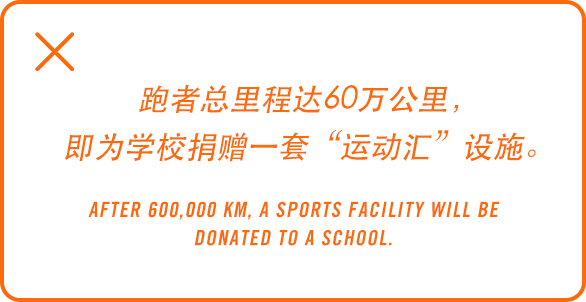 跑者总里程达60万公里，
即为学校捐赠一套“运动汇”设施。
AFTER 600,000 KM, A SPORTS FACILITY WILL BE
DONATED TO A SCHOOL.